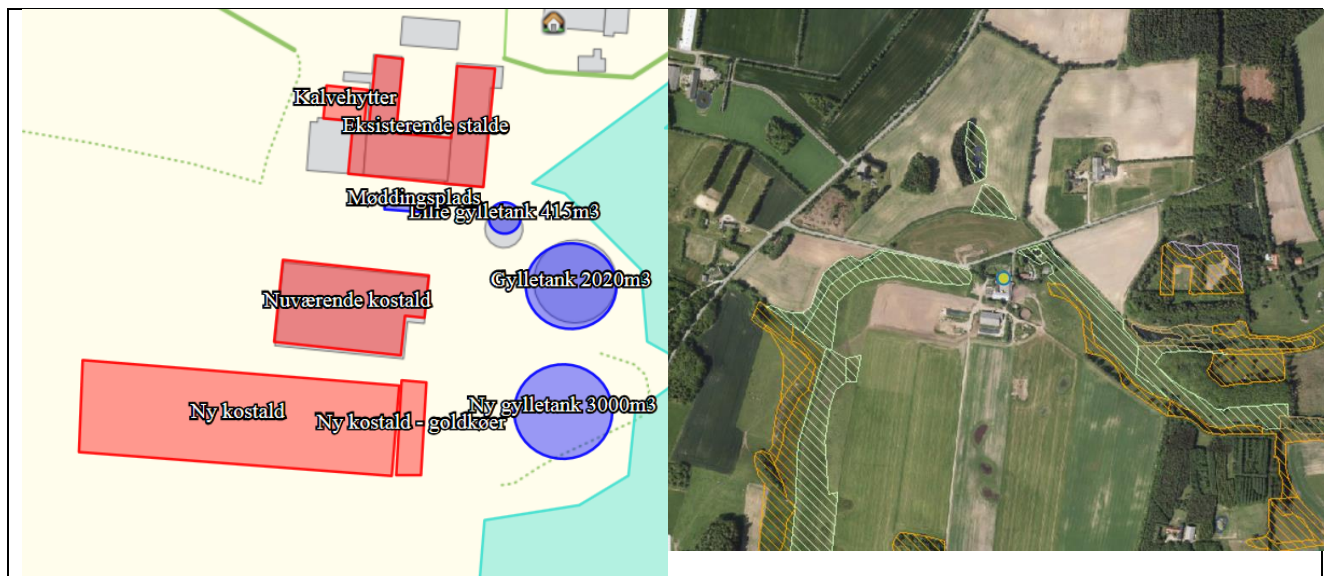 Kalvehytter
Eksisterende stalde
Møddingsplads
Lille gylletank 415m3
Gylletank 2020m3
Nuværende kostald
Ny gylletank 3000m3
Ny kostald
Ny kostald - goldkøer